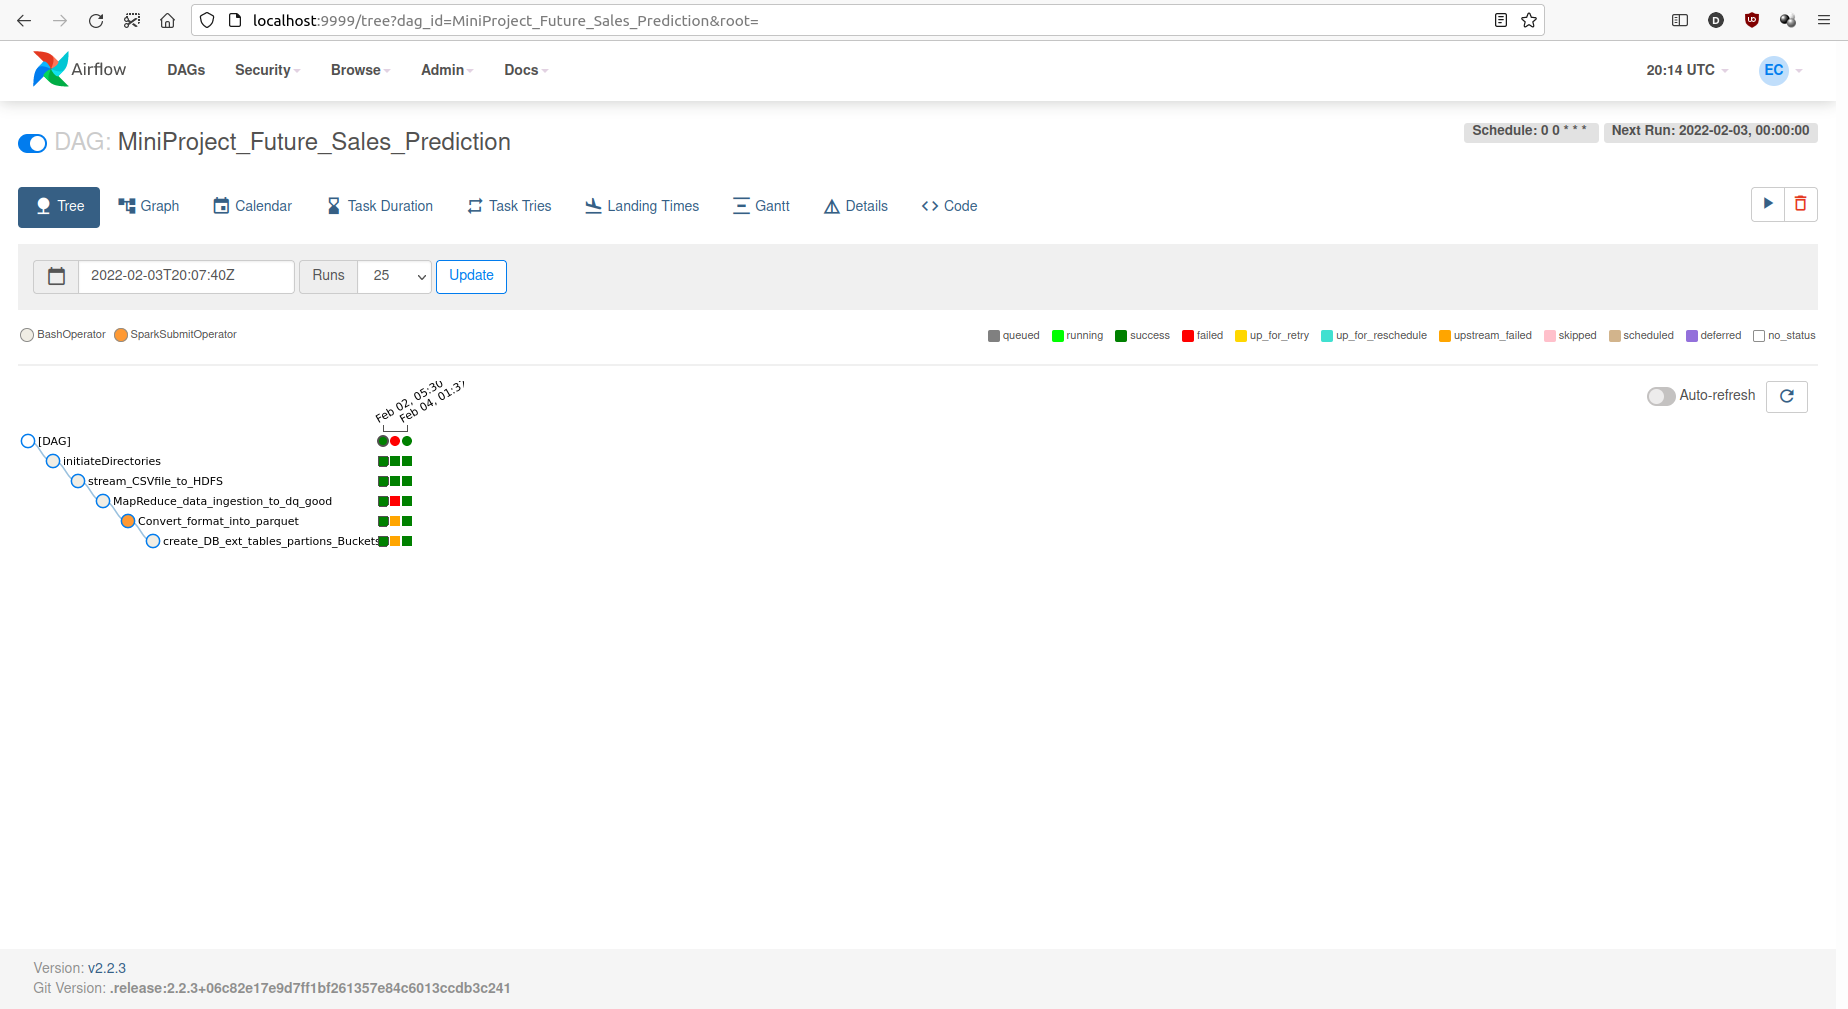 localhost:9999/tree?dag_id=MiniProject_Future_Sales_Prediction&root=
Airflow DAGs Security Browse Admin Docs 20:14 UTC EC
DAG: MiniProject_Future_Sales_Prediction
Schedule: 0 0 * * * Next Run: 2022-02-03, 00:00:00
Tree Graph Calendar Task Duration Task Tries Landing Times Gantt Details Code
2022-02-03T20:07:40Z Runs 25 Update
BashOperator SparkSubmitOperator queued running success failed up_for_retry up_for_reschedule upstream_failed skipped scheduled deferred no_status
Feb 02, 05:30
Feb 04, 01:37
Auto-refresh
[DAG]
initiateDirectories
stream_CSVfile_to_HDFS
MapReduce_data_ingestion_to_dq_good
Convert_format_into_parquet
create_DB_ext_tables_partions_Buckets
Version: v2.2.3
Git Version: .release:2.2.3+06c82e17e9d7ff1bf261357e84c6013ccdb3c241